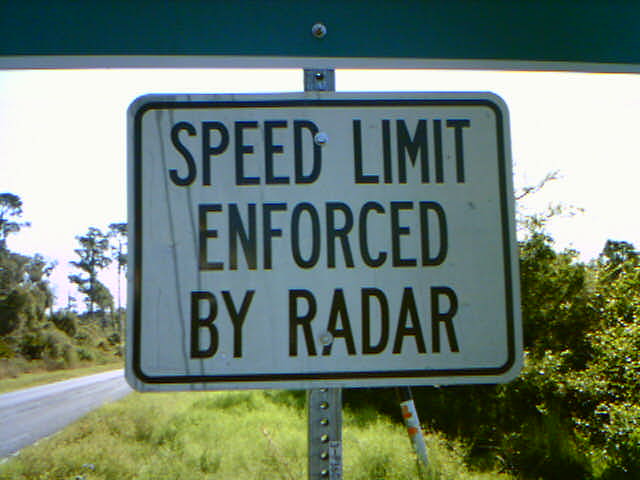 SPEED LIMIT
ENFORCED
BY RADAR